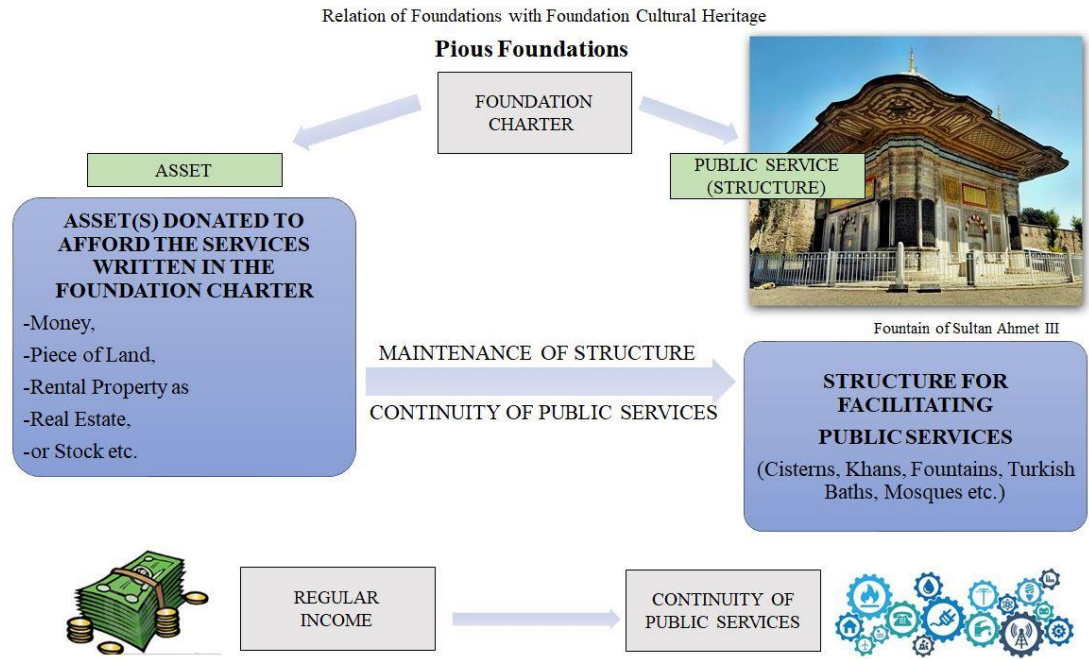 Relation of Foundations with Foundation Cultural Heritage
Pious Foundations
FOUNDATION
CHARTER
ASSET
PUBLIC SERVICE
(STRUCTURE)
ASSET(S) DONATED TO
AFFORD THE SERVICES
WRITTEN IN THE
FOUNDATION CHARTER
-Money,
-Piece of Land,
-Rental Property as
-Real Estate,
-or Stock etc.
MAINTENANCE OF STRUCTURE
CONTINUITY OF PUBLIC SERVICES
Fountain of Sultan Ahmet III
STRUCTURE FOR
FACILITATING
PUBLIC SERVICES
(Cisterns, Khans, Fountains, Turkish
Baths, Mosques etc.)
REGULAR
INCOME
CONTINUITY OF
PUBLIC SERVICES